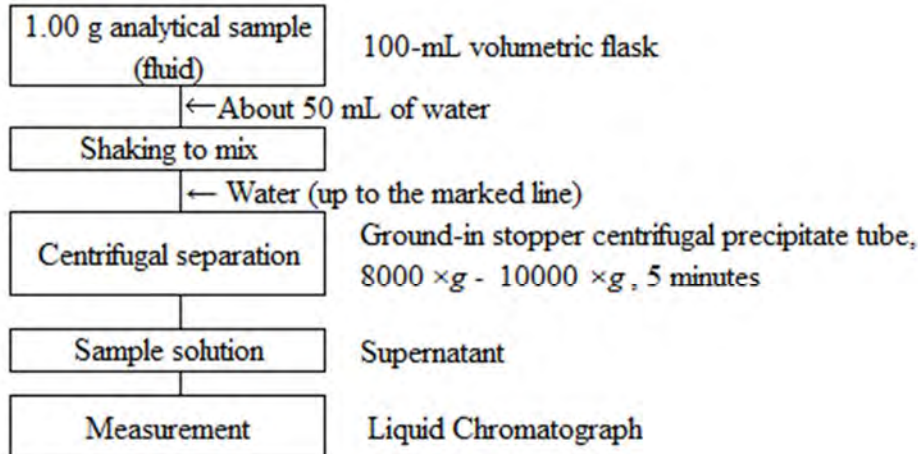 1.00 g analytical sample
(fluid)
100-mL volumetric flask
←About 50 mL of water
Shaking to mix
← Water (up to the marked line)
Centrifugal separation
Ground-in stopper centrifugal precipitate tube,
8000 ×g - 10000 ×g , 5 minutes
Sample solution
Supernatant
Measurement
Liquid Chromatograph